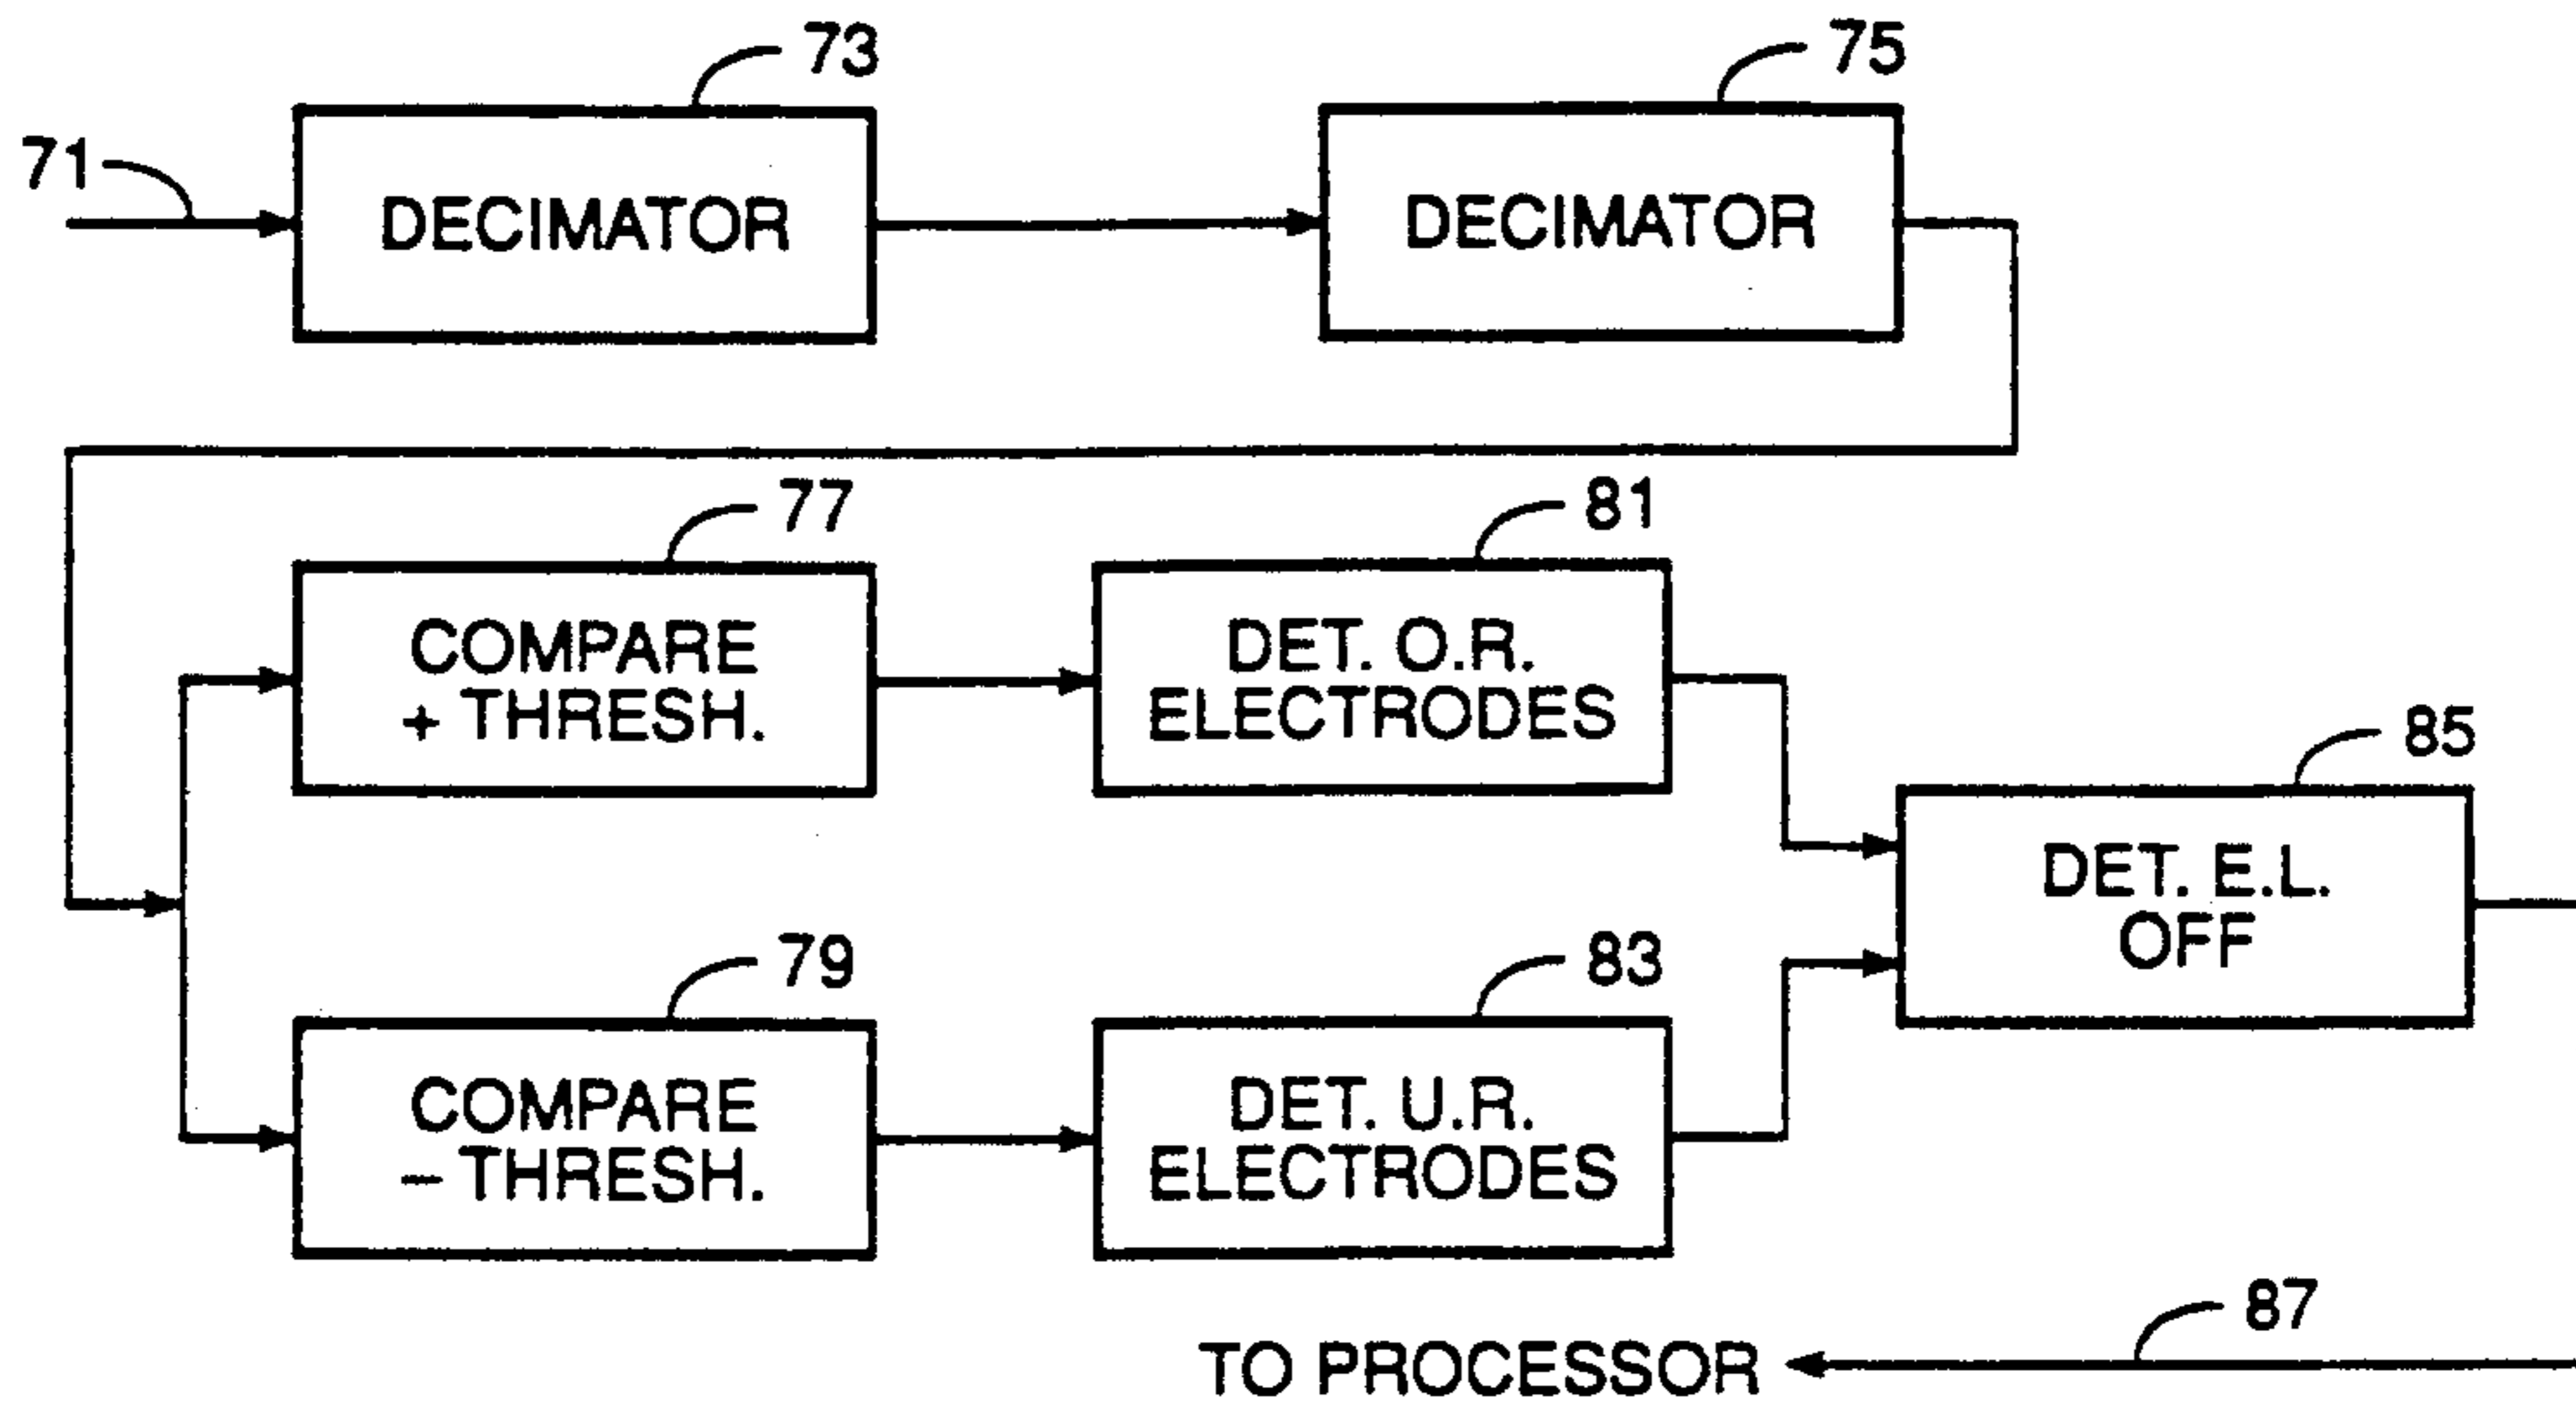 73
75
71
DECIMATOR
DECIMATOR
77
81
COMPARE
+ THRESH.
DET. O.R.
ELECTRODES
85
DET. E.L.
OFF
79
83
COMPARE
– THRESH.
DET. U.R.
ELECTRODES
87
TO PROCESSOR